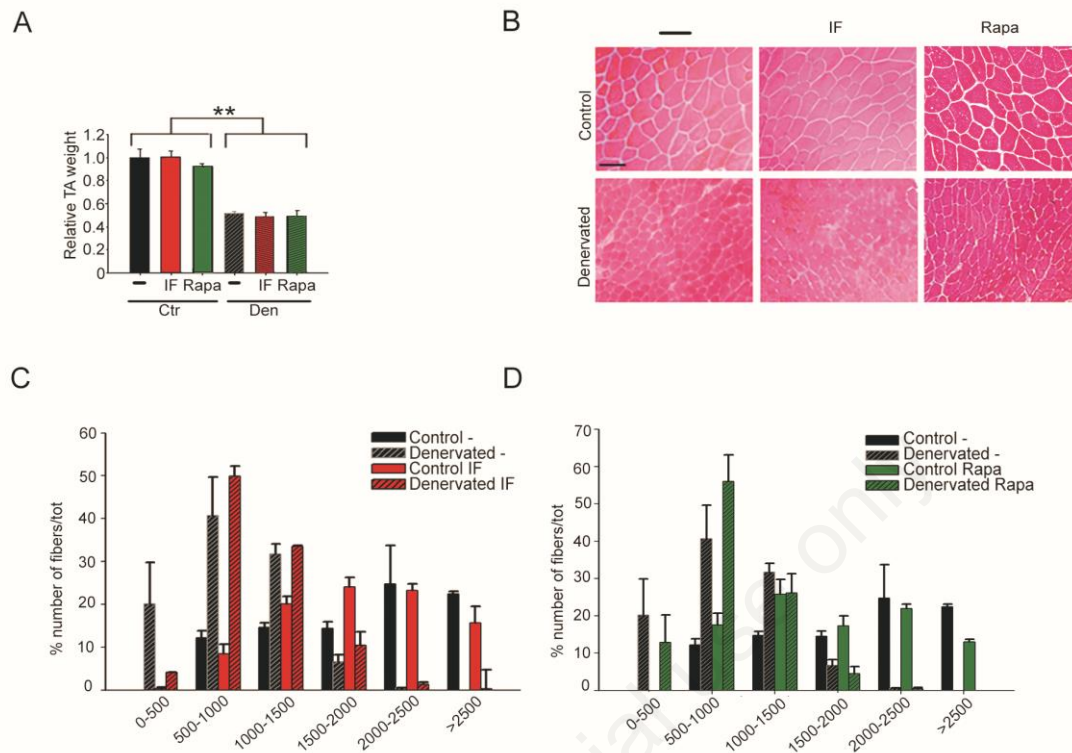 A
**
1.2
1.0
0.8
0.6
0.4
0.2
0
Relative TA weight
– IF Rapa – IF Rapa
Ctr Den
B
IF Rapa
Control
Denervated
C
60
50
40
30
20
10
0
% number of fibers/tot
Control -
Denervated -
Control IF
Denervated IF
0-500
500-1000
1000-1500
1500-2000
2000-2500
>2500
D
70
60
50
40
30
20
10
0
% number of fibers/tot
Control -
Denervated -
Control Rapa
Denervated Rapa
0-500
500-1000
1000-1500
1500-2000
2000-2500
>2500